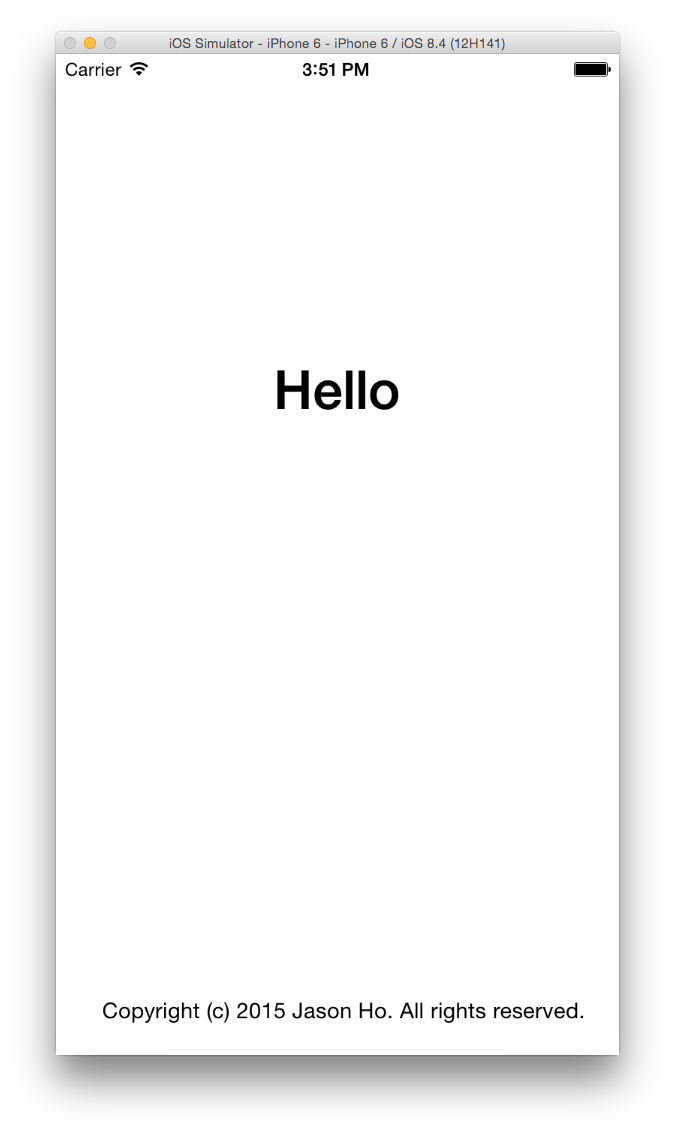 iOS Simulator - iPhone 6 - iPhone 6 / iOS 8.4 (12H141)
Carrier 3:51 PM
Hello
Copyright (c) 2015 Jason Ho. All rights reserved.